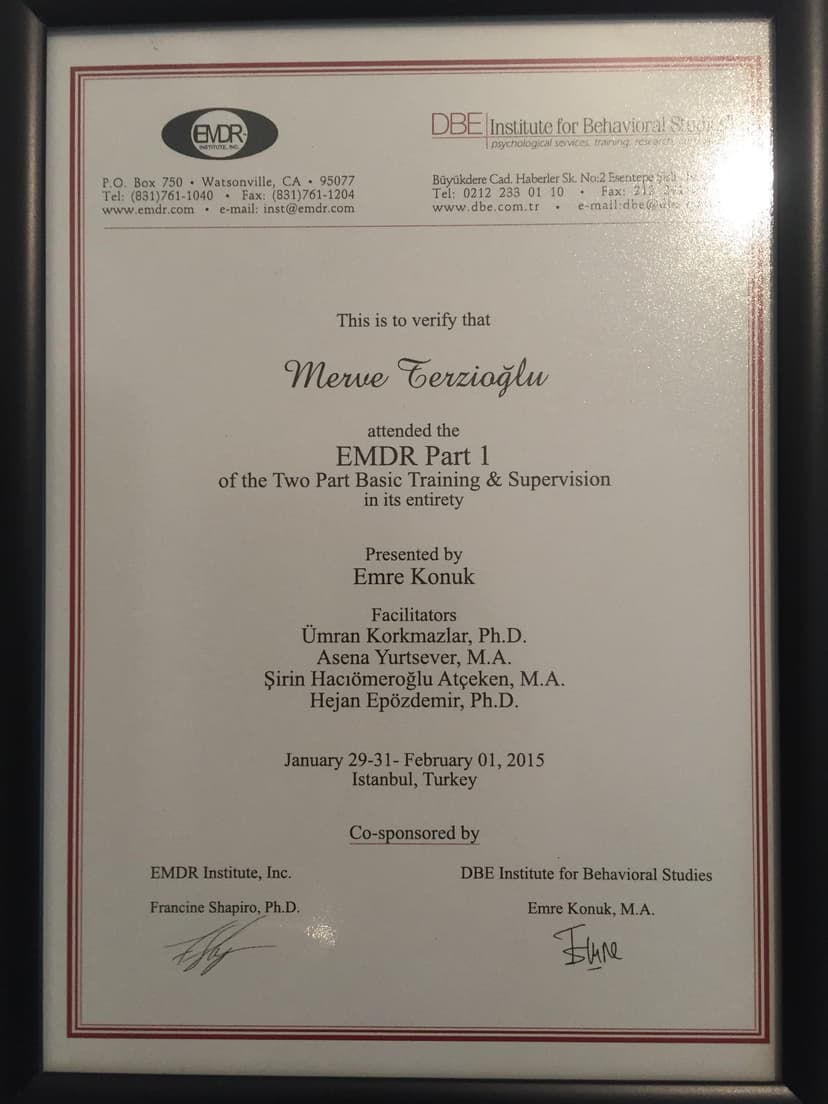 EMDR
INSTITUTE, INC.
P.O. Box 750 • Watsonville, CA • 95077
Tel: (831)761-1040 • Fax: (831)761-1204
www.emdr.com • e-mail: inst@emdr.com
DBE Institute for Behavioral
psychological services, training, research
Büyükdere Cad. Haberler Sk. No:2 Esentepe
Tel: 0212 233 01 10 • Fax:
www.dbe.com.tr • e-mail:
This is to verify that
Merve Terzioğlu
attended the
EMDR Part 1
of the Two Part Basic Training & Supervision
in its entirety
Presented by
Emre Konuk
Facilitators
Ümran Korkmazlar, Ph.D.
Asena Yurtsever, M.A.
Şirin Hacıömeroğlu Atçeken, M.A.
Hejan Epözdemir, Ph.D.
January 29-31- February 01, 2015
Istanbul, Turkey
Co-sponsored by
EMDR Institute, Inc.
Francine Shapiro, Ph.D.
DBE Institute for Behavioral Studies
Emre Konuk, M.A.